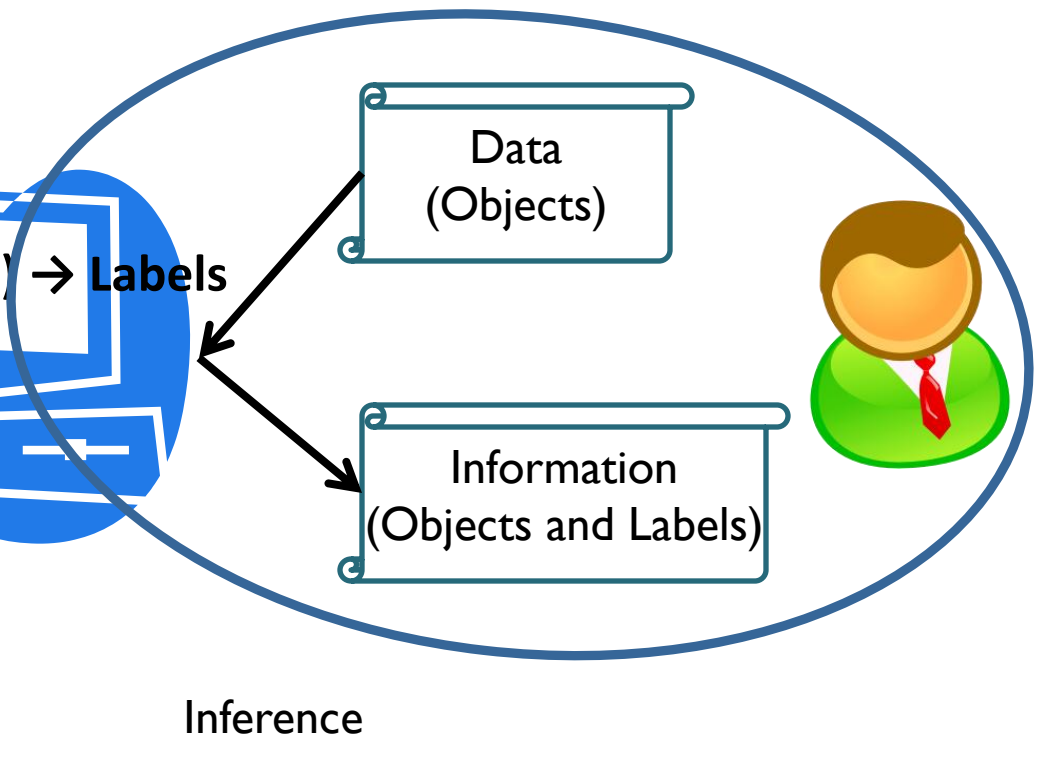 Data
(Objects)
) → Labels
Information
(Objects and Labels)
Inference